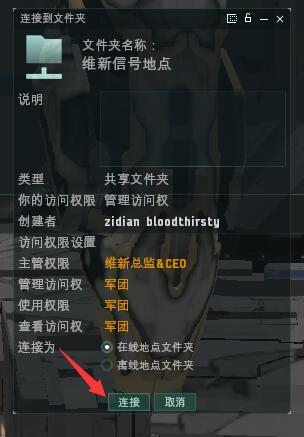 连接到文件夹
文件夹名称：
维新信号地点
说明
类型 共享文件夹
你的访问权限 管理访问权
创建者 zidian bloodthirsty
访问权限设置
主管权限 维新总监&CEO
管理访问权 军团
使用权限 军团
查看访问权 军团
连接为 在线地点文件夹
离线地点文件夹
连接 取消